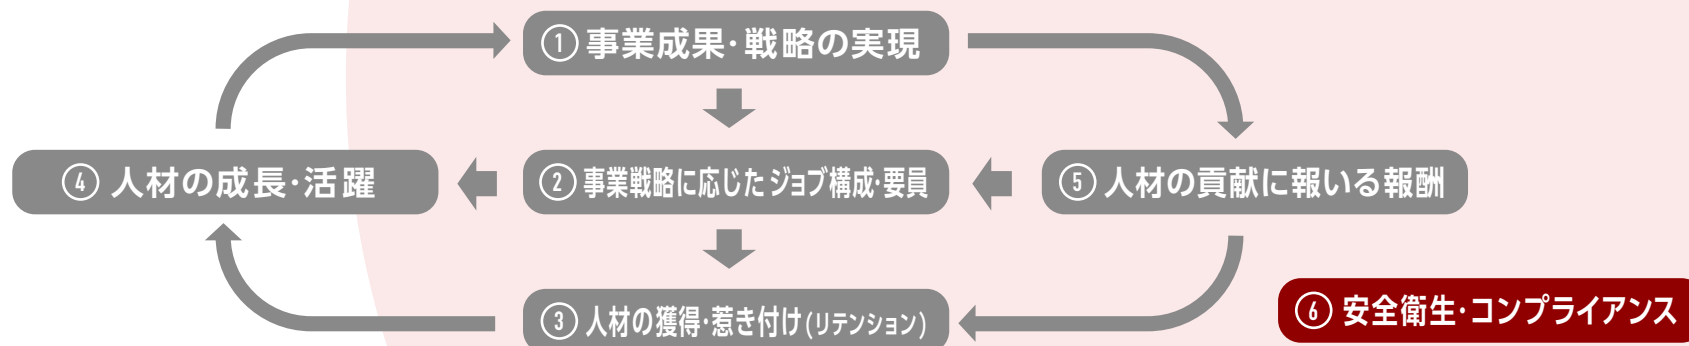 ① 事業成果・戦略の実現
④ 人材の成長・活躍
② 事業戦略に応じたジョブ構成・要員
⑤ 人材の貢献に報いる報酬
③ 人材の獲得・惹き付け(リテンション)
⑥ 安全衛生・コンプライアンス